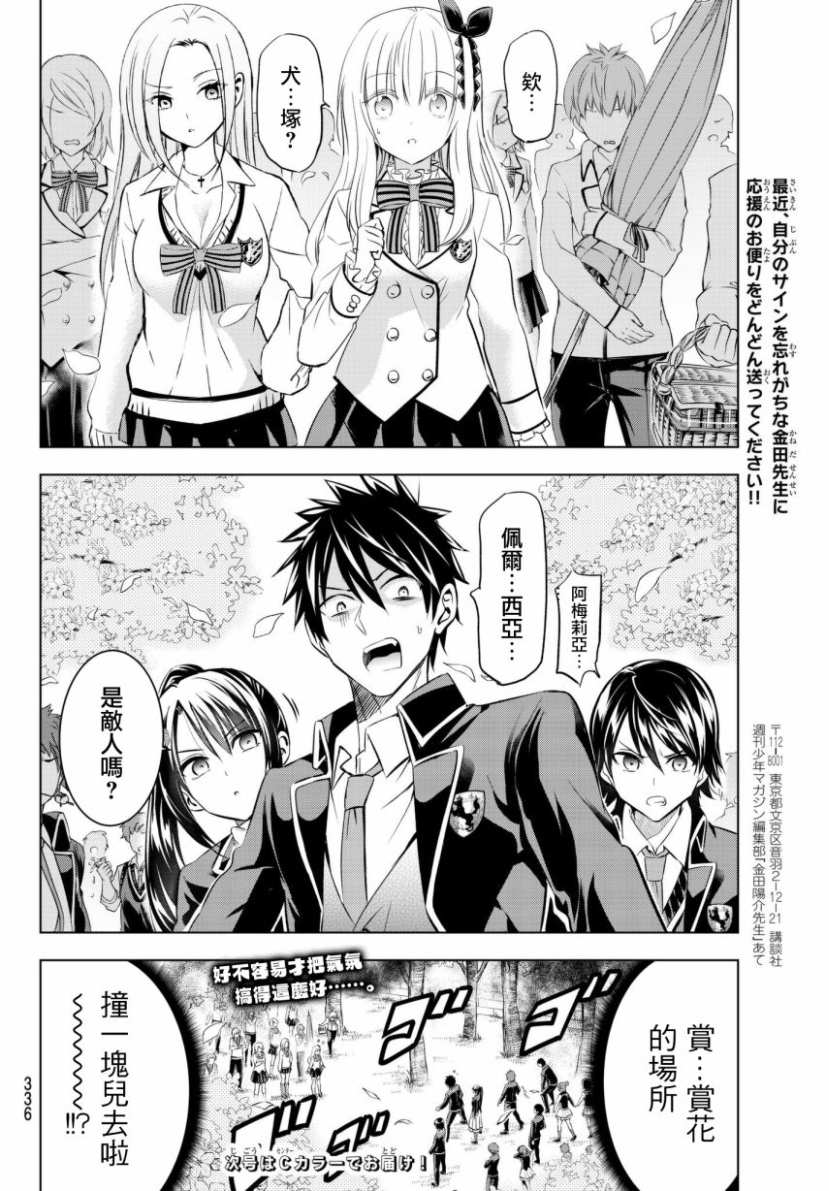 欸…
犬…塚？
最近、自分のサインを忘れがちな金田先生に
応援のお便りをどんどん送ってください!!
阿梅莉亞…
佩爾…西亞…
是敵人嗎？
〒112-8001 東京都文京区音羽2-12-21 講談社
週刊少年マガジン編集部「金田陽介先生」あて
賞…賞花
的場所
好不容易才把氣氛
搞得這麼好……。
撞一塊兒去啦
〜〜〜〜!!?
ゴゴ
ゴゴ
次号はCカラーでお届け！
336